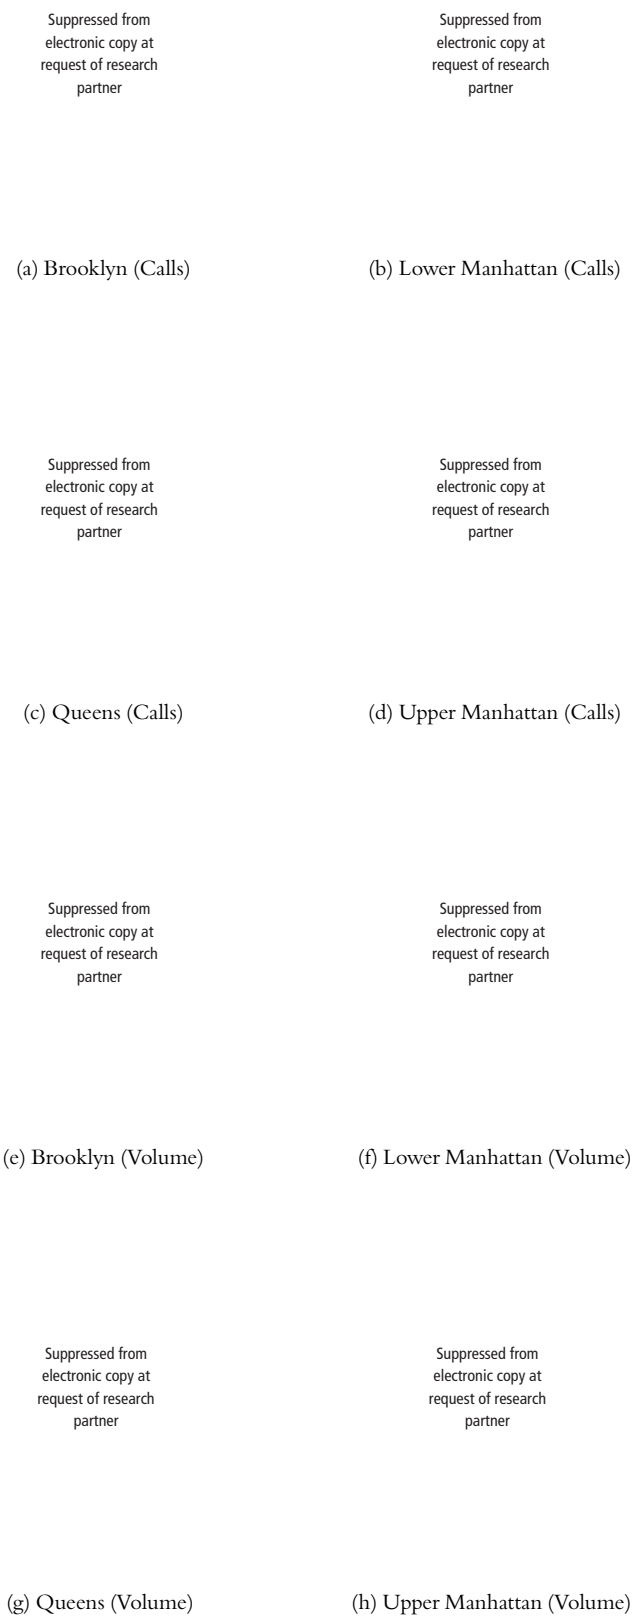 Suppressed from
electronic copy at
request of research
partner
Suppressed from
electronic copy at
request of research
partner
(a) Brooklyn (Calls)
(b) Lower Manhattan (Calls)
Suppressed from
electronic copy at
request of research
partner
Suppressed from
electronic copy at
request of research
partner
(c) Queens (Calls)
(d) Upper Manhattan (Calls)
Suppressed from
electronic copy at
request of research
partner
Suppressed from
electronic copy at
request of research
partner
(e) Brooklyn (Volume)
(f) Lower Manhattan (Volume)
Suppressed from
electronic copy at
request of research
partner
Suppressed from
electronic copy at
request of research
partner
(g) Queens (Volume)
(h) Upper Manhattan (Volume)